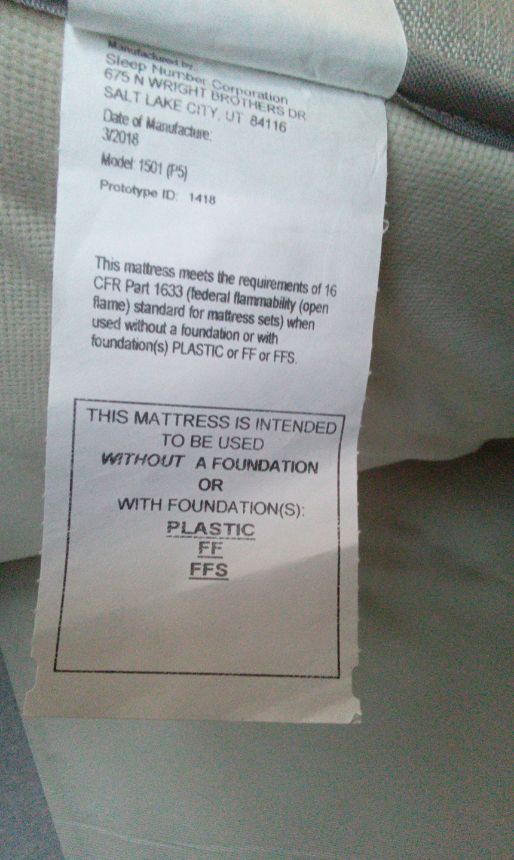 Manufactured by:
Sleep Number Corporation
675 N WRIGHT BROTHERS DR
SALT LAKE CITY, UT 84116
Date of Manufacture:
3/2018
Model: 1501 (P5)
Prototype ID: 1418
This mattress meets the requirements of 16
CFR Part 1633 (federal flammability (open
flame) standard for mattress sets) when
used without a foundation or with
foundation(s) PLASTIC or FF or FFS.
THIS MATTRESS IS INTENDED
TO BE USED
WITHOUT A FOUNDATION
OR
WITH FOUNDATION(S):
PLASTIC
FF
FFS